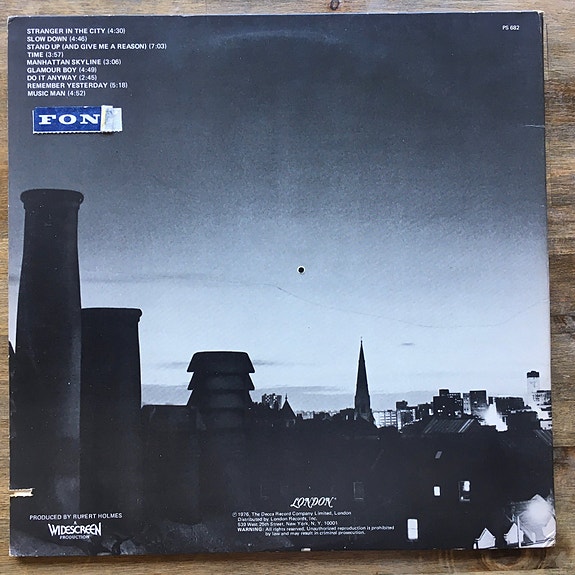 STRANGER IN THE CITY (4:30)
SLOW DOWN (4:46)
STAND UP (AND GIVE ME A REASON) (7:03)
TIME (3:57)
MANHATTAN SKYLINE (3:06)
GLAMOUR BOY (4:49)
DO IT ANYWAY (2:45)
REMEMBER YESTERDAY (5:18)
MUSIC MAN (4:52)
PS 682
FON
PRODUCED BY RUPERT HOLMES
A
WIDESCREEN
PRODUCTION
LONDON®
Ⓟ 1976, The Decca Record Company Limited, London
Distributed by London Records, Inc.
539 West 25th Street, New York, N. Y. 10001
WARNING: All rights reserved. Unauthorized reproduction is prohibited
by law and may result in criminal prosecution.